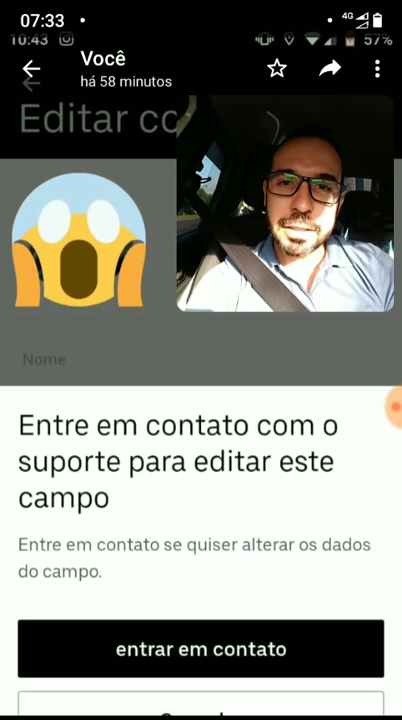 07:33
4G
10:43
57%
Você
há 58 minutos
Editar co
Nome
Entre em contato com o
suporte para editar este
campo
Entre em contato se quiser alterar os dados
do campo.
entrar em contato